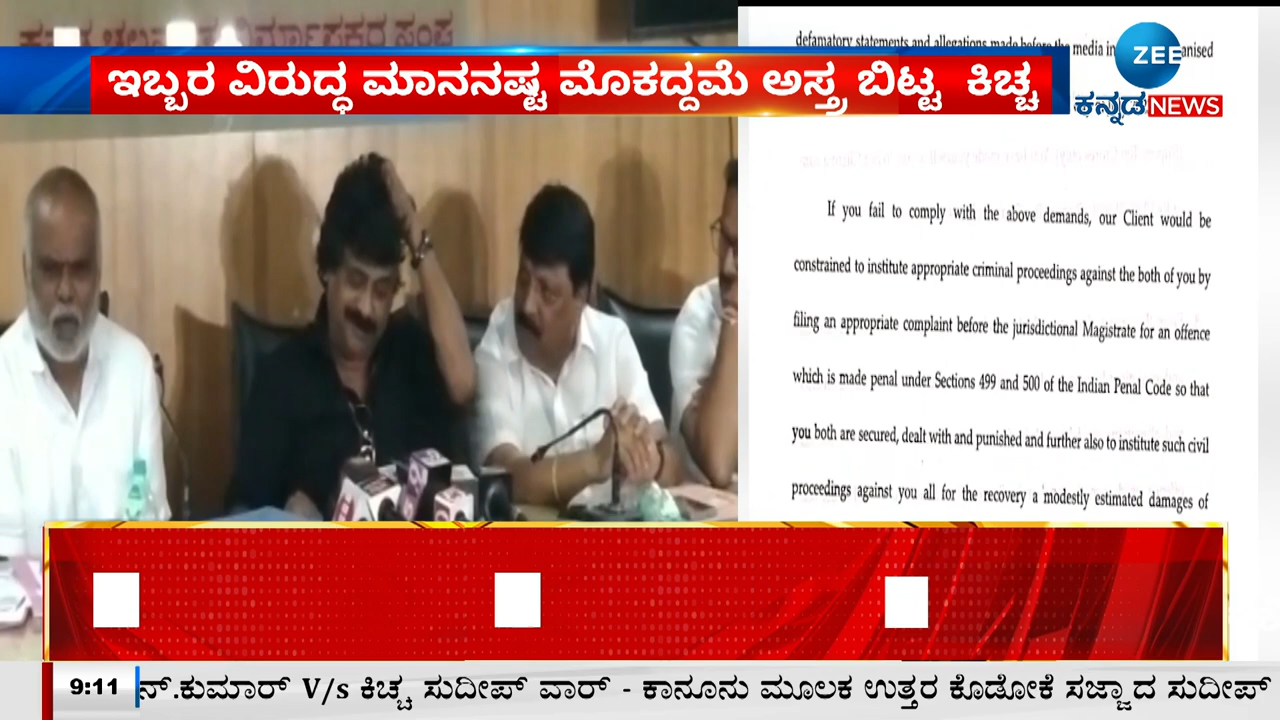 defamatory statements and allegations made before the media in
anised
ZEE
ಕನ್ನಡ NEWS
ಇಬ್ಬರ ವಿರುದ್ಧ ಮಾನನಷ್ಟ ಮೊಕದ್ದಮೆ ಅಸ್ತ್ರ ಬಿಟ್ಟ ಕಿಚ್ಚ
If you fail to comply with the above demands, our Client would be
constrained to institute appropriate criminal proceedings against the both of you by
filing an appropriate complaint before the jurisdictional Magistrate for an offence
which is made penal under Sections 499 and 500 of the Indian Penal Code so that
you both are secured, dealt with and punished and further also to institute such civil
proceedings against you all for the recovery a modestly estimated damages of
9:11
ನ್.ಕುಮಾರ್ V/s ಕಿಚ್ಚ ಸುದೀಪ್ ವಾರ್ - ಕಾನೂನು ಮೂಲಕ ಉತ್ತರ ಕೊಡೋಕೆ ಸಜ್ಜಾದ ಸುದೀಪ್